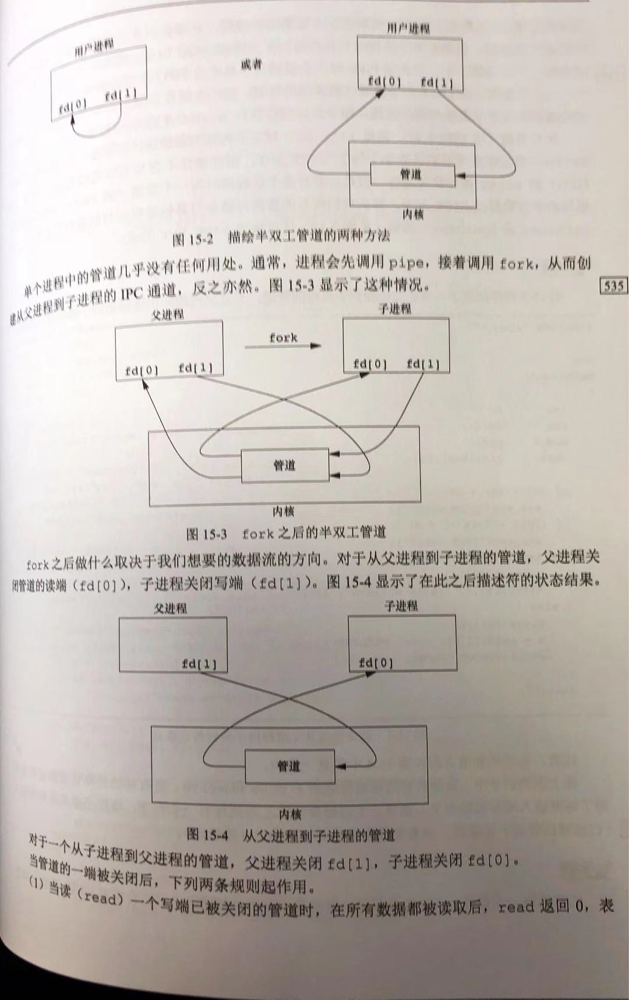 用户进程
fd[0] fd[1]
或者
用户进程
fd[0] fd[1]
管道
内核
图 15-2 描绘半双工管道的两种方法
单个进程中的管道几乎没有任何用处。通常，进程会先调用 pipe，接着调用 fork，从而创
建从父进程到子进程的 IPC 通道，反之亦然。图 15-3 显示了这种情况。
535
父进程
fork
子进程
fd[0] fd[1]
fd[0] fd[1]
管道
内核
图 15-3 fork 之后的半双工管道
fork 之后做什么取决于我们想要的数据流的方向。对于从父进程到子进程的管道，父进程关
闭管道的读端（fd[0]），子进程关闭写端（fd[1]）。图 15-4 显示了在此之后描述符的状态结果。
父进程
子进程
fd[1]
fd[0]
管道
内核
图 15-4 从父进程到子进程的管道
对于一个从子进程到父进程的管道，父进程关闭 fd[1]，子进程关闭 fd[0]。
当管道的一端被关闭后，下列两条规则起作用。
(1) 当读（read）一个写端已被关闭的管道时，在所有数据都被读取后，read 返回 0，表